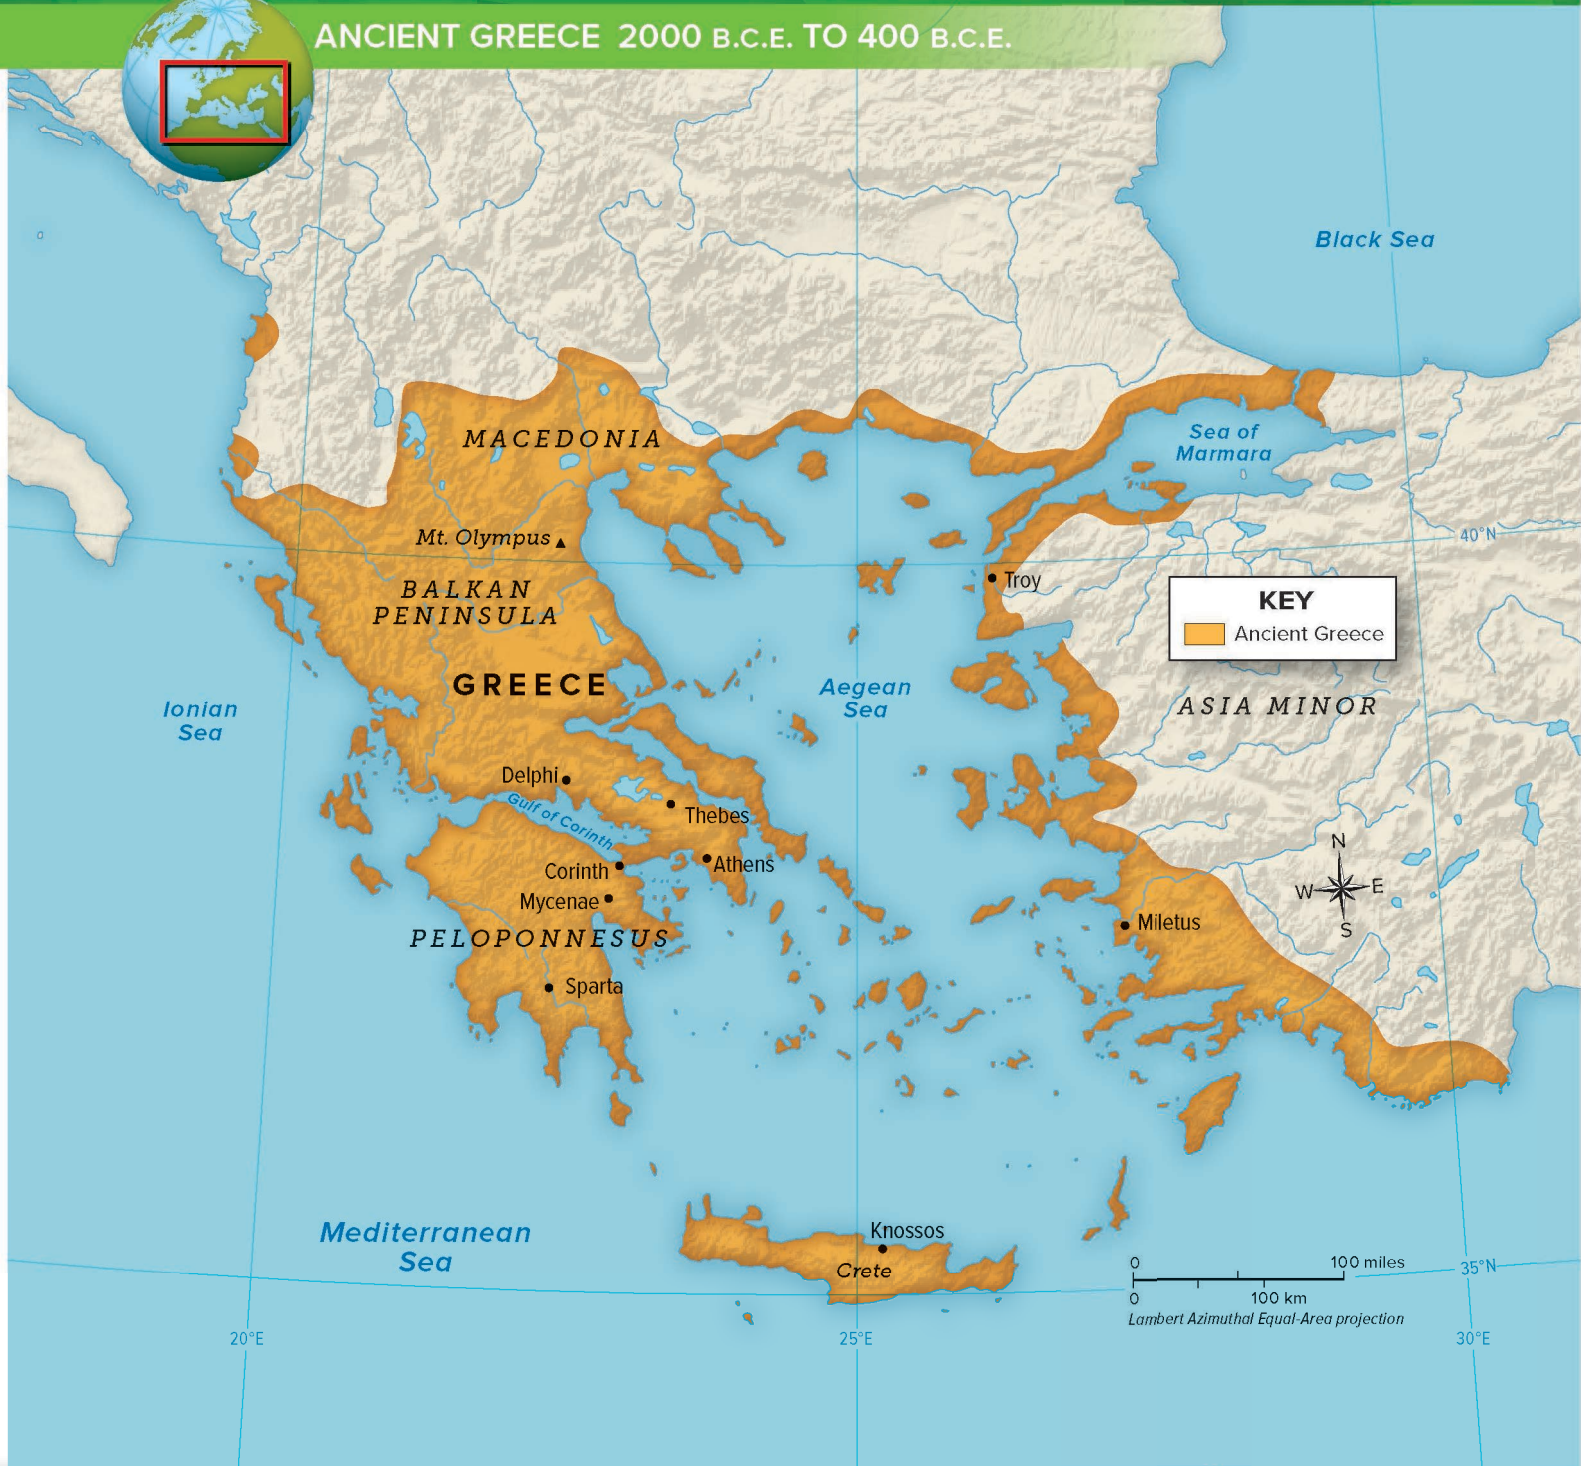 ANCIENT GREECE 2000 B.C.E. TO 400 B.C.E.
Black Sea
MACEDONIA
Sea of
Marmara
Mt. Olympus
40°N
BALKAN
PENINSULA
Troy
KEY
Ancient Greece
GREECE
Aegean
Sea
ASIA MINOR
Ionian
Sea
Delphi
Gulf of Corinth
Thebes
Athens
Corinth
Mycenae
N
W
E
S
PELOPONNESUS
Miletus
Sparta
Mediterranean
Sea
Knossos
Crete
0
100 miles
35°N
0
100 km
Lambert Azimuthal Equal-Area projection
20°E
25°E
30°E